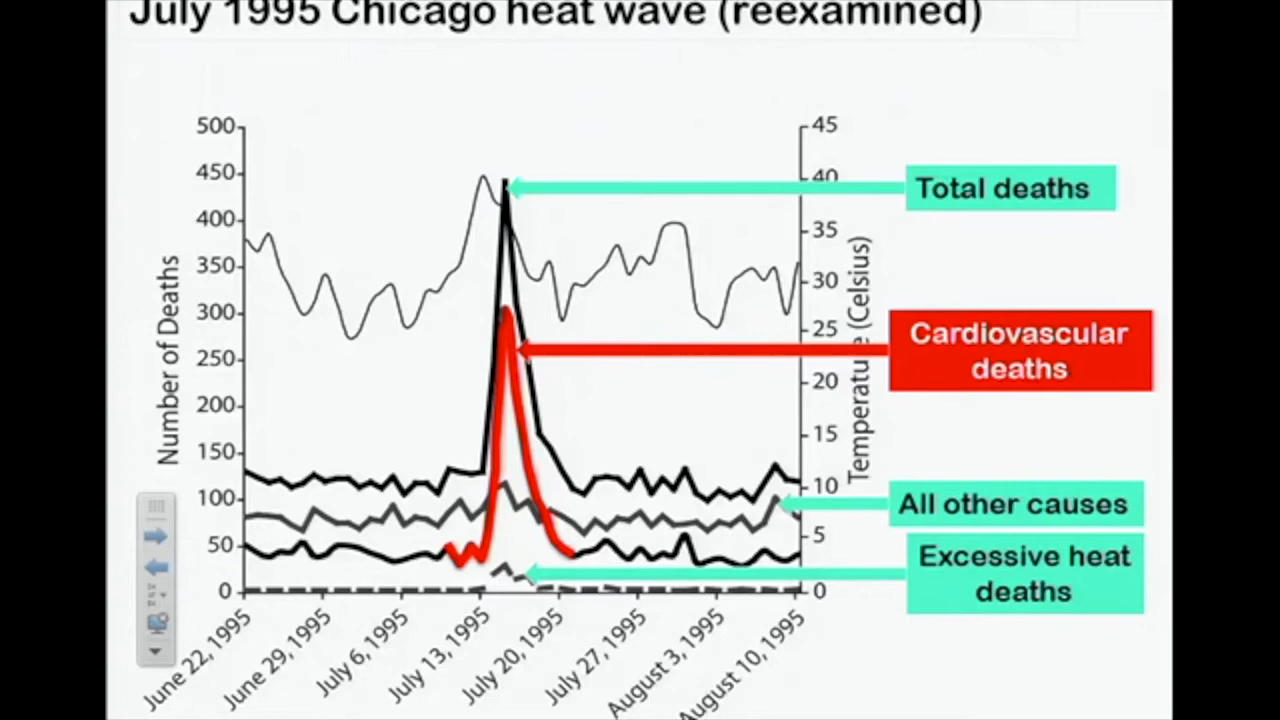 July 1995 Chicago heat wave (reexamined)
500
450
400
350
300
250
200
150
100
50
0
Number of Deaths
45
40
35
30
25
20
15
10
5
0
Temperature (Celsius)
Total deaths
Cardiovascular
deaths
All other causes
Excessive heat
deaths
June 22, 1995
June 29, 1995
July 6, 1995
July 13, 1995
July 20, 1995
July 27, 1995
August 3, 1995
August 10, 1995